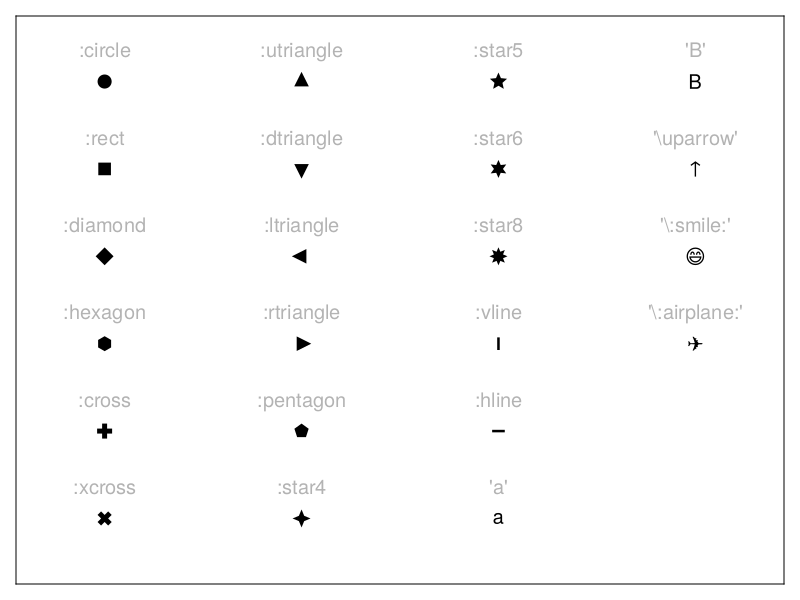 :circle :utriangle :star5 'B'
B
:rect :dtriangle :star6 '\uparrow'
↑
:diamond :ltriangle :star8 '\:smile:'
:hexagon :rtriangle :vline '\:airplane:'
:cross :pentagon :hline
:xcross :star4 'a'
a